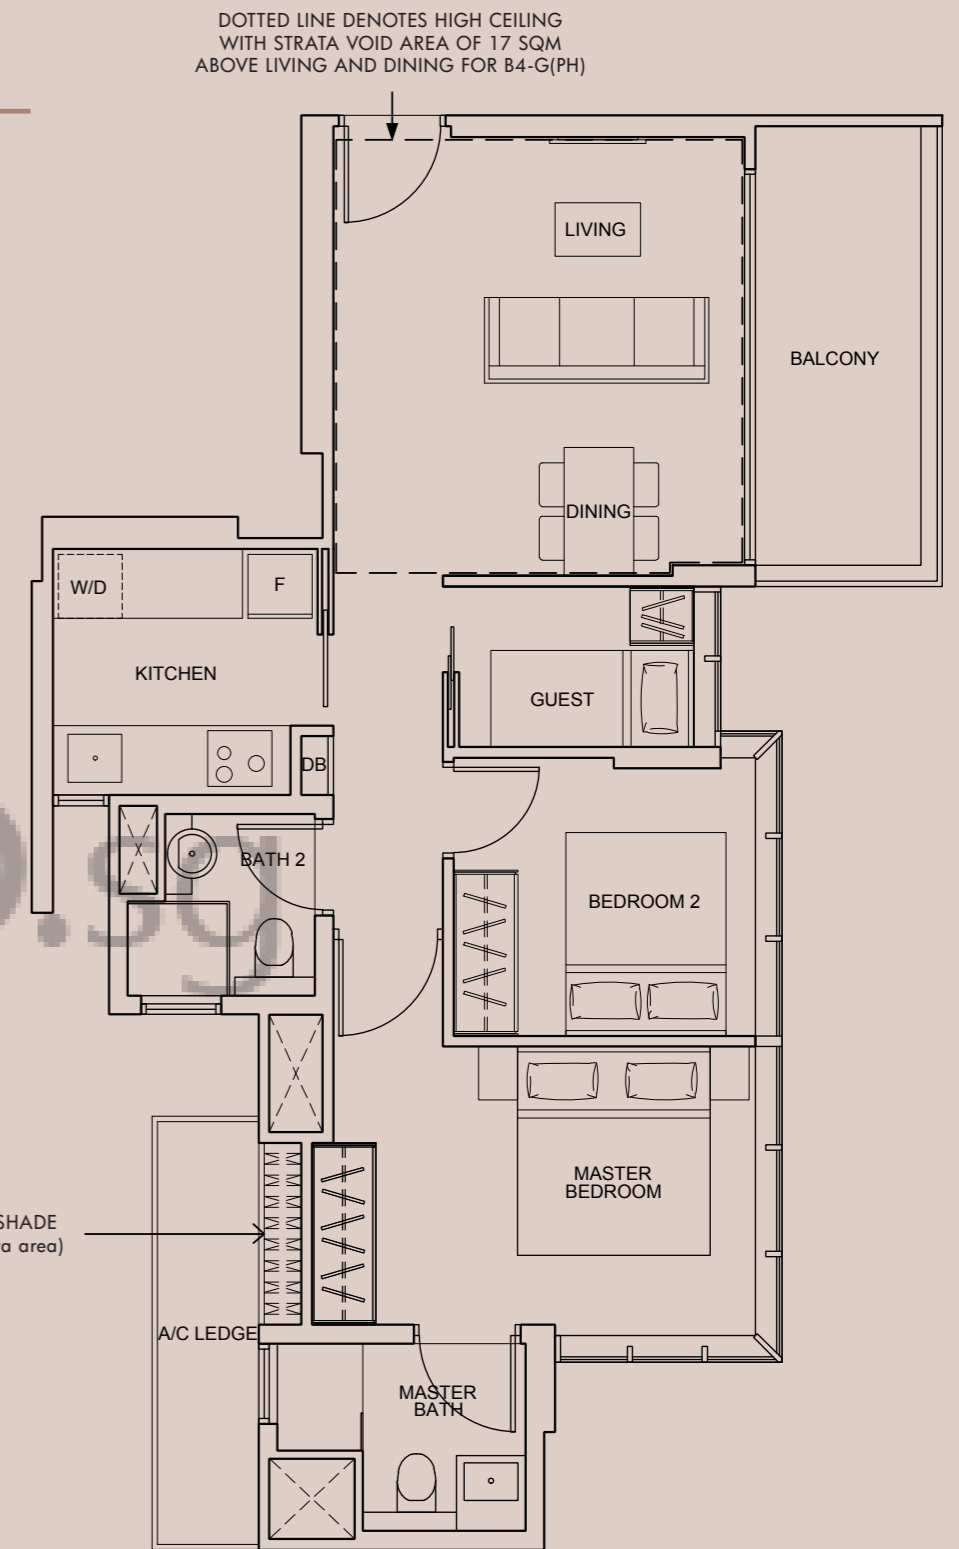 DOTTED LINE DENOTES HIGH CEILING
WITH STRATA VOID AREA OF 17 SQM
ABOVE LIVING AND DINING FOR B4-G(PH)
LIVING
BALCONY
DINING
W/D
F
KITCHEN
GUEST
DB
BATH 2
.sg
BEDROOM 2
MASTER
BEDROOM
SHADE
area)
A/C LEDGE
MASTER
BATH